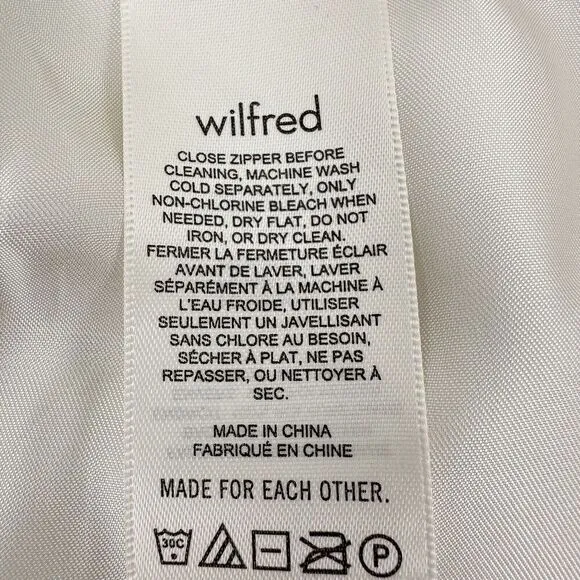 wilfred
CLOSE ZIPPER BEFORE
CLEANING, MACHINE WASH
COLD SEPARATELY, ONLY
NON-CHLORINE BLEACH WHEN
NEEDED, DRY FLAT, DO NOT
IRON, OR DRY CLEAN.
FERMER LA FERMETURE ÉCLAIR
AVANT DE LAVER, LAVER
SÉPARÉMENT À LA MACHINE À
L'EAU FROIDE, UTILISER
SEULEMENT UN JAVELLISANT
SANS CHLORE AU BESOIN,
SÉCHER À PLAT, NE PAS
REPASSER, OU NETTOYER À
SEC.
MADE IN CHINA
FABRIQUÉ EN CHINE
MADE FOR EACH OTHER.
30C P